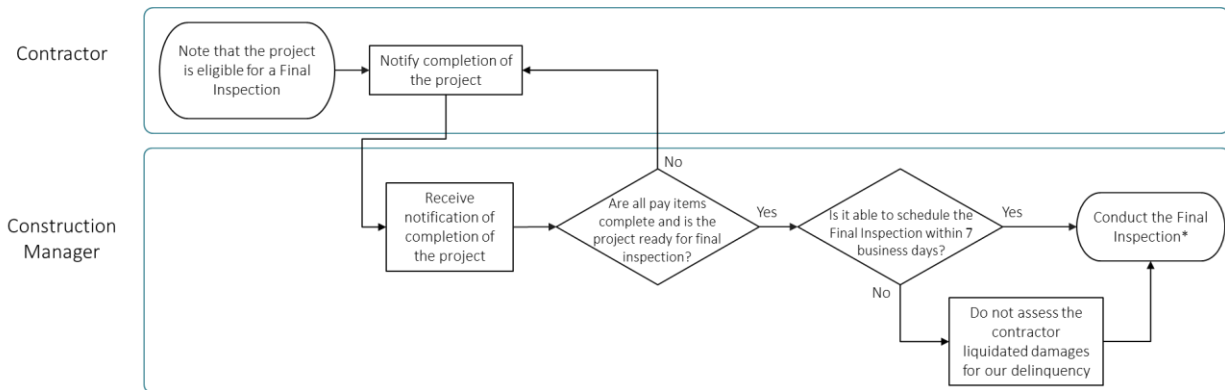 Contractor
Note that the project
is eligible for a Final
Inspection
Notify completion of
the project
Construction
Manager
Receive
notification of
completion of
the project
No
Are all pay items
complete and is the
project ready for final
inspection?
Yes
Is it able to schedule the
Final Inspection within 7
business days?
Yes
Conduct the Final
Inspection*
No
Do not assess the
contractor
liquidated damages
for our delinquency